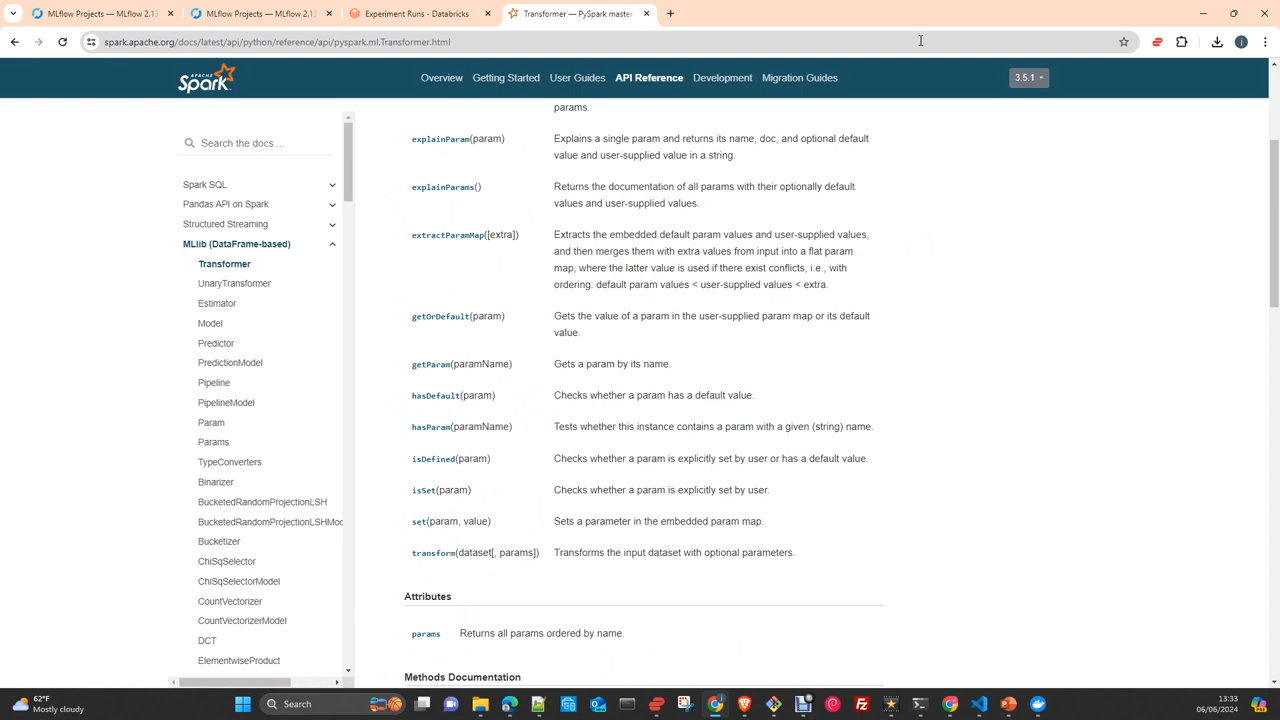 MLflow Projects — MLflow 2.13
MLflow Projects — MLflow 2.13
Experiment Runs - Databricks
Transformer — PySpark master
spark.apache.org/docs/latest/api/python/reference/api/pyspark.ml.Transformer.html
APACHE Spark
Overview
Getting Started
User Guides
API Reference
Development
Migration Guides
3.5.1
Search the docs ...
Spark SQL
Pandas API on Spark
Structured Streaming
MLlib (DataFrame-based)
Transformer
UnaryTransformer
Estimator
Model
Predictor
PredictionModel
Pipeline
PipelineModel
Param
Params
TypeConverters
Binarizer
BucketedRandomProjectionLSH
BucketedRandomProjectionLSHMod
Bucketizer
ChiSqSelector
ChiSqSelectorModel
CountVectorizer
CountVectorizerModel
DCT
ElementwiseProduct
params.
explainParam(param)
Explains a single param and returns its name, doc, and optional default
value and user-supplied value in a string.
explainParams()
Returns the documentation of all params with their optionally default
values and user-supplied values.
extractParamMap([extra])
Extracts the embedded default param values and user-supplied values,
and then merges them with extra values from input into a flat param
map, where the latter value is used if there exist conflicts, i.e., with
ordering: default param values < user-supplied values < extra.
getOrDefault(param)
Gets the value of a param in the user-supplied param map or its default
value.
getParam(paramName)
Gets a param by its name.
hasDefault(param)
Checks whether a param has a default value.
hasParam(paramName)
Tests whether this instance contains a param with a given (string) name.
isDefined(param)
Checks whether a param is explicitly set by user or has a default value.
isSet(param)
Checks whether a param is explicitly set by user.
set(param, value)
Sets a parameter in the embedded param map.
transform(dataset[, params])
Transforms the input dataset with optional parameters.
Attributes
params
Returns all params ordered by name.
Methods Documentation
62°F
Mostly cloudy
Search
13:33
06/06/2024